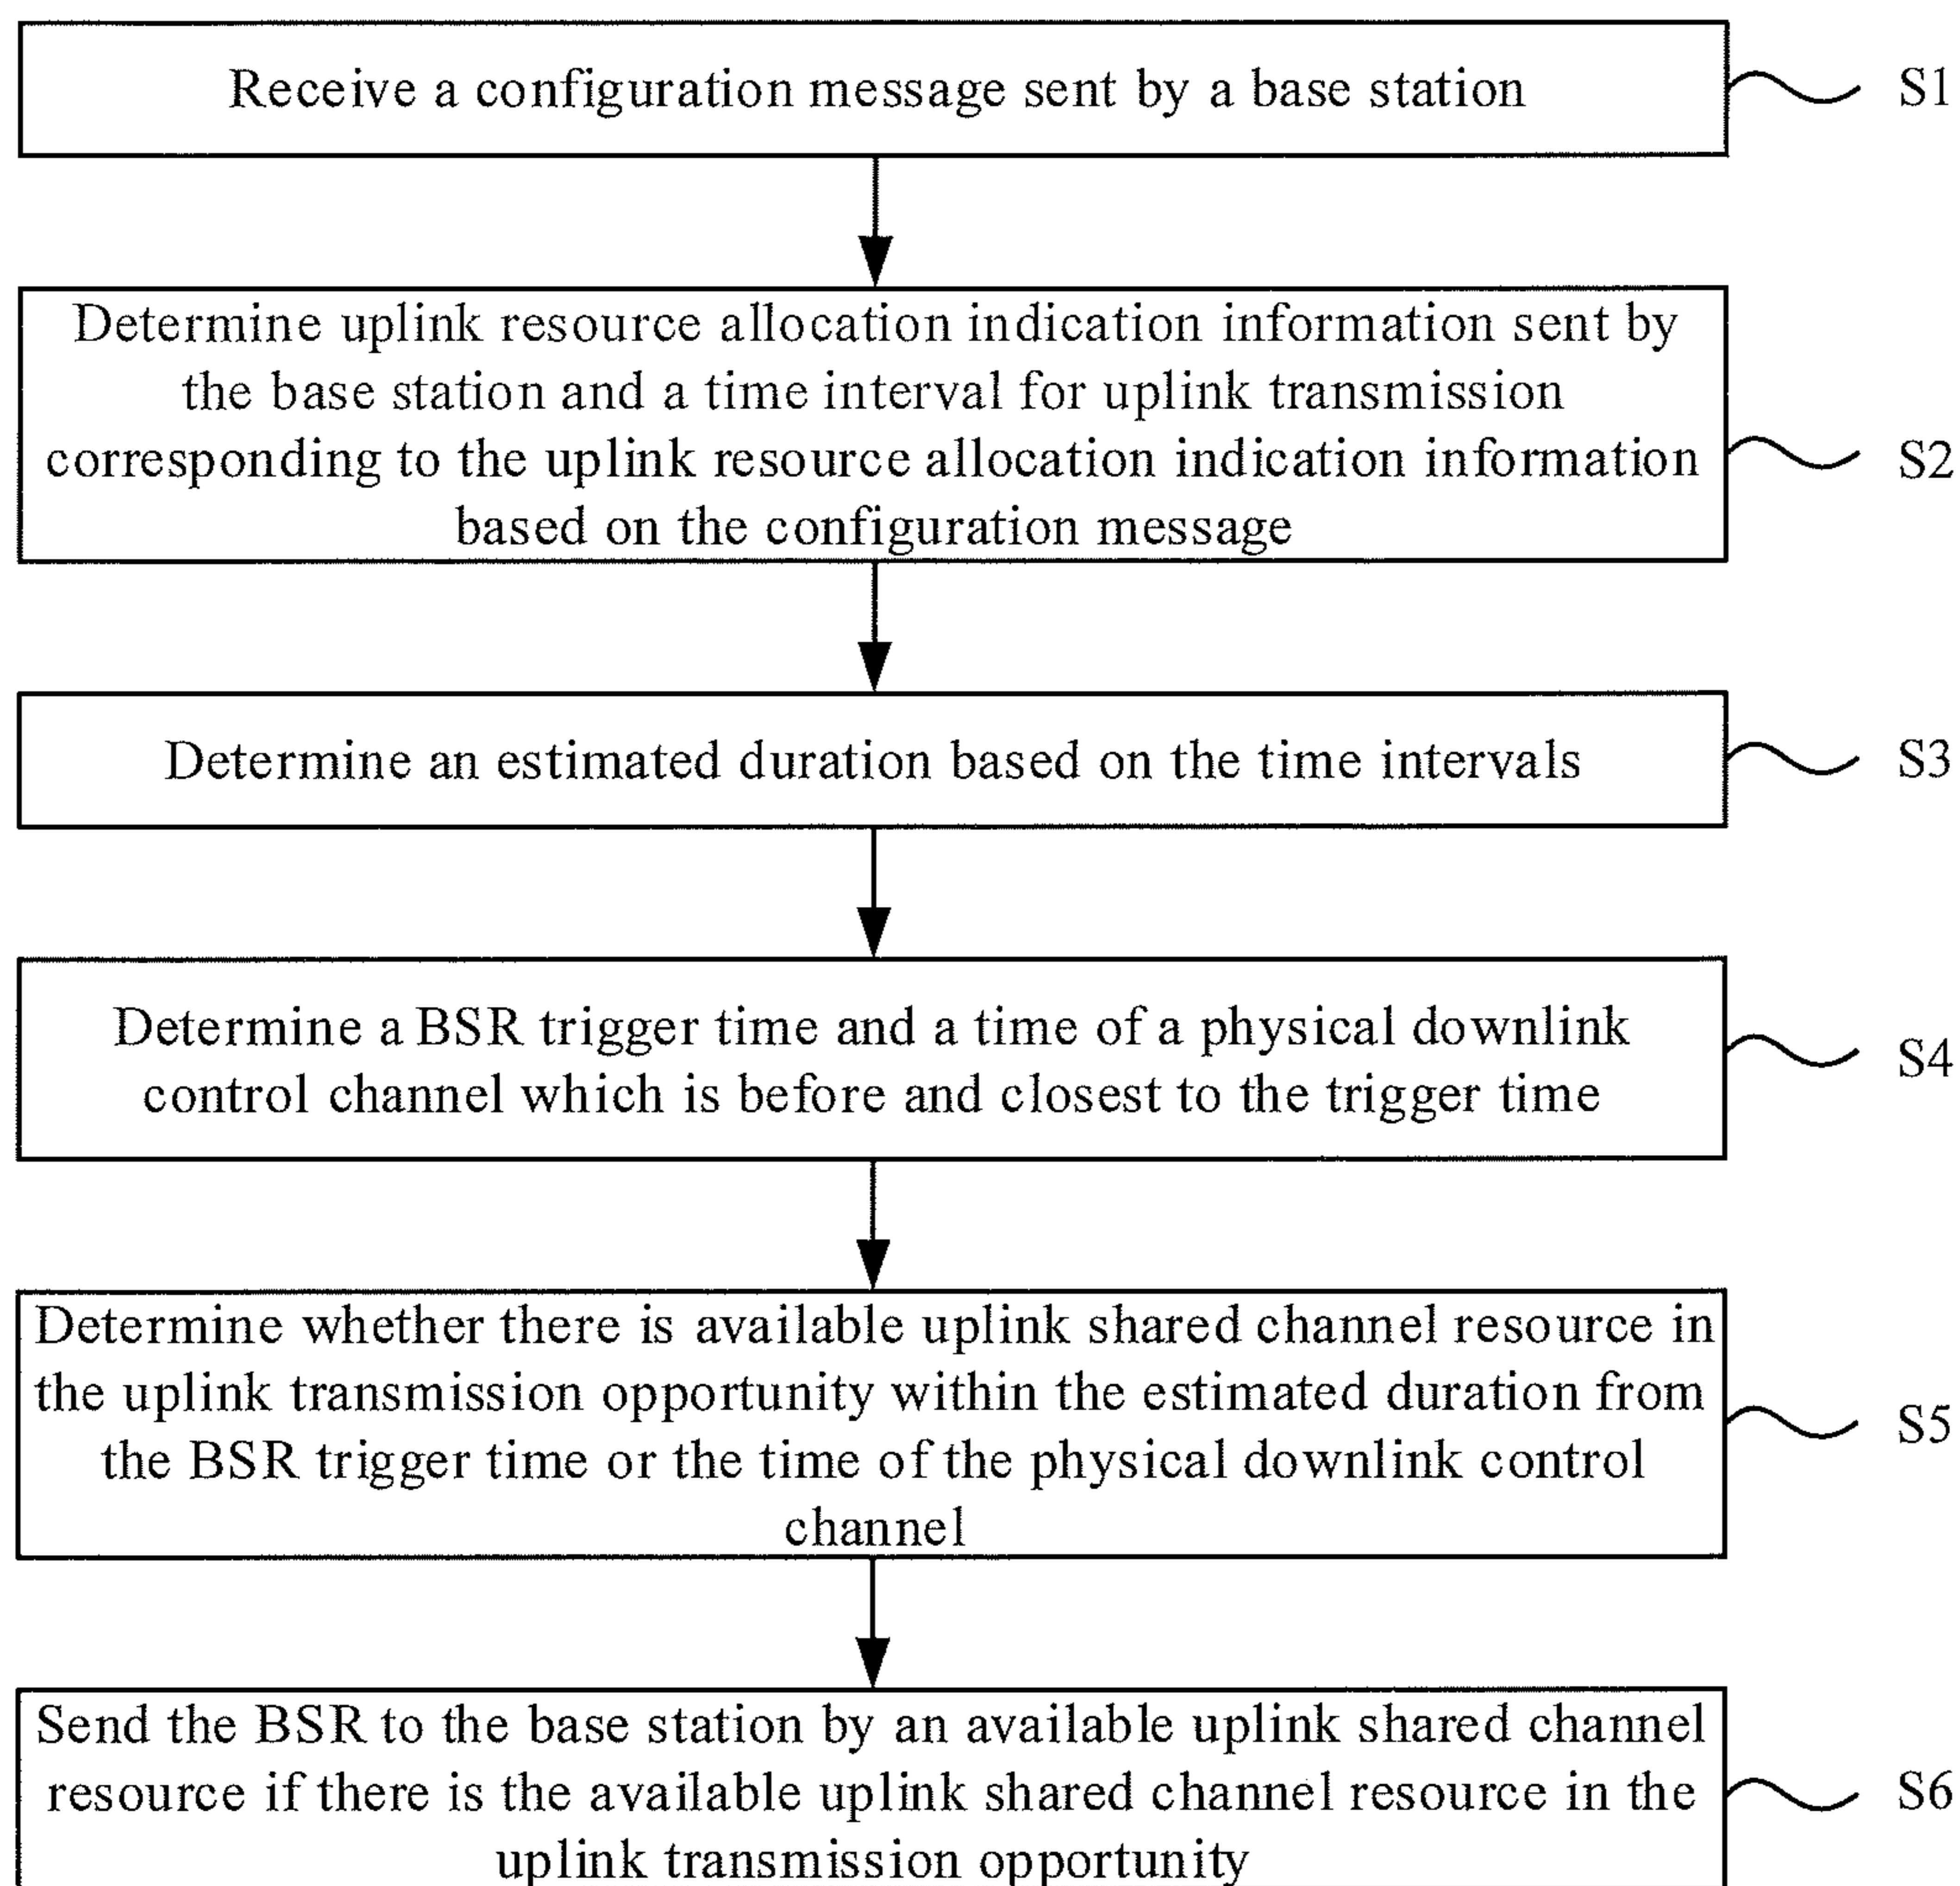 Receive a configuration message sent by a base station
S1
Determine uplink resource allocation indication information sent by
the base station and a time interval for uplink transmission
corresponding to the uplink resource allocation indication information
based on the configuration message
S2
Determine an estimated duration based on the time intervals
S3
Determine a BSR trigger time and a time of a physical downlink
control channel which is before and closest to the trigger time
S4
Determine whether there is available uplink shared channel resource in
the uplink transmission opportunity within the estimated duration from
the BSR trigger time or the time of the physical downlink control
channel
S5
Send the BSR to the base station by an available uplink shared channel
resource if there is the available uplink shared channel resource in the
uplink transmission opportunity
S6